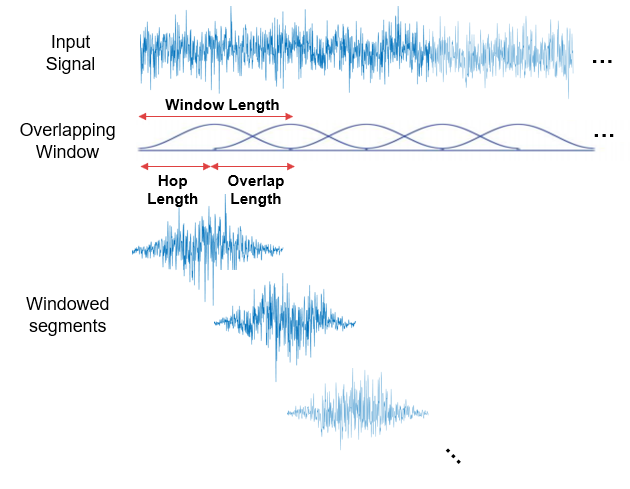 Input
Signal
...
Window Length
Overlapping
Window
...
Hop
Length
Overlap
Length
Windowed
segments
...